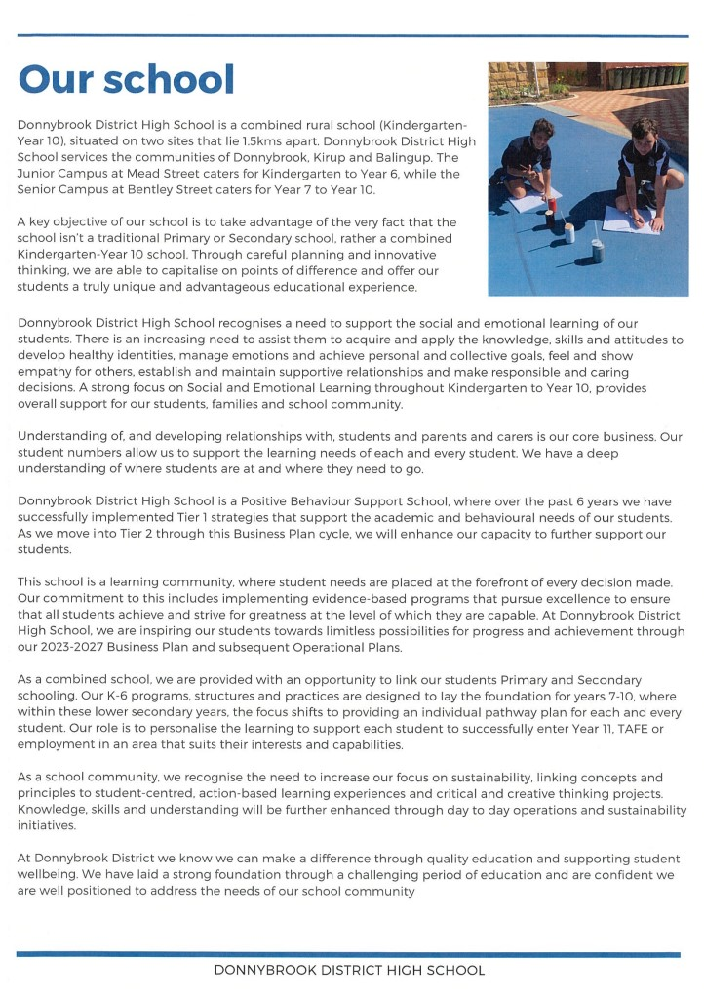 Our school
Donnybrook District High School is a combined rural school (Kindergarten-
Year 10), situated on two sites that lie 1.5kms apart. Donnybrook District High
School services the communities of Donnybrook, Kirup and Balingup. The
Junior Campus at Mead Street caters for Kindergarten to Year 6, while the
Senior Campus at Bentley Street caters for Year 7 to Year 10.
A key objective of our school is to take advantage of the very fact that the
school isn't a traditional Primary or Secondary school, rather a combined
Kindergarten-Year 10 school. Through careful planning and innovative
thinking, we are able to capitalise on points of difference and offer our
students a truly unique and advantageous educational experience.
Donnybrook District High School recognises a need to support the social and emotional learning of our
students. There is an increasing need to assist them to acquire and apply the knowledge, skills and attitudes to
develop healthy identities, manage emotions and achieve personal and collective goals, feel and show
empathy for others, establish and maintain supportive relationships and make responsible and caring
decisions. A strong focus on Social and Emotional Learning throughout Kindergarten to Year 10, provides
overall support for our students, families and school community.
Understanding of, and developing relationships with, students and parents and carers is our core business. Our
student numbers allow us to support the learning needs of each and every student. We have a deep
understanding of where students are at and where they need to go.
Donnybrook District High School is a Positive Behaviour Support School, where over the past 6 years we have
successfully implemented Tier 1 strategies that support the academic and behavioural needs of our students.
As we move into Tier 2 through this Business Plan cycle, we will enhance our capacity to further support our
students.
This school is a learning community, where student needs are placed at the forefront of every decision made.
Our commitment to this includes implementing evidence-based programs that pursue excellence to ensure
that all students achieve and strive for greatness at the level of which they are capable. At Donnybrook District
High School, we are inspiring our students towards limitless possibilities for progress and achievement through
our 2023-2027 Business Plan and subsequent Operational Plans.
As a combined school, we are provided with an opportunity to link our students Primary and Secondary
schooling. Our K-6 programs, structures and practices are designed to lay the foundation for years 7-10, where
within these lower secondary years, the focus shifts to providing an individual pathway plan for each and every
student. Our role is to personalise the learning to support each student to successfully enter Year 11, TAFE or
employment in an area that suits their interests and capabilities.
As a school community, we recognise the need to increase our focus on sustainability, linking concepts and
principles to student-centred, action-based learning experiences and critical and creative thinking projects.
Knowledge, skills and understanding will be further enhanced through day to day operations and sustainability
initiatives.
At Donnybrook District we know we can make a difference through quality education and supporting student
wellbeing. We have laid a strong foundation through a challenging period of education and are confident we
are well positioned to address the needs of our school community
DONNYBROOK DISTRICT HIGH SCHOOL